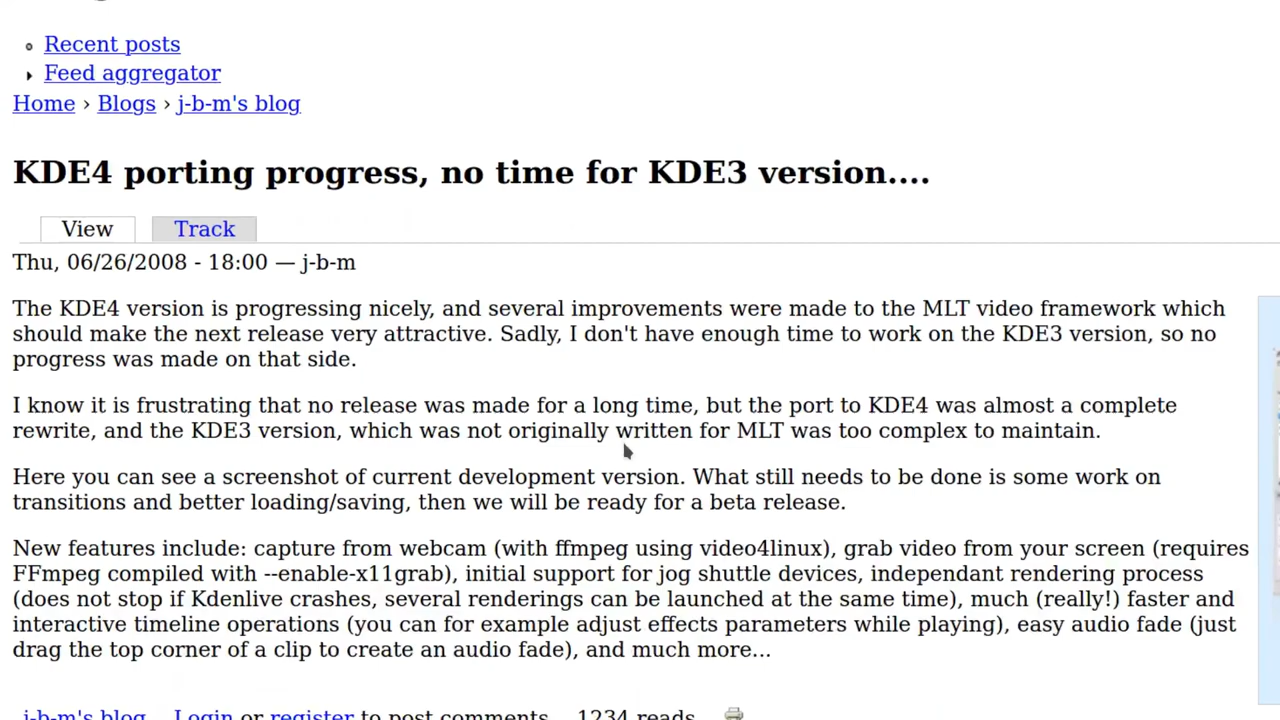 Recent posts
Feed aggregator
Home › Blogs › j-b-m's blog
KDE4 porting progress, no time for KDE3 version....
View Track
Thu, 06/26/2008 - 18:00 — j-b-m
The KDE4 version is progressing nicely, and several improvements were made to the MLT video framework which
should make the next release very attractive. Sadly, I don't have enough time to work on the KDE3 version, so no
progress was made on that side.
I know it is frustrating that no release was made for a long time, but the port to KDE4 was almost a complete
rewrite, and the KDE3 version, which was not originally written for MLT was too complex to maintain.
Here you can see a screenshot of current development version. What still needs to be done is some work on
transitions and better loading/saving, then we will be ready for a beta release.
New features include: capture from webcam (with ffmpeg using video4linux), grab video from your screen (requires
FFmpeg compiled with --enable-x11grab), initial support for jog shuttle devices, independant rendering process
(does not stop if Kdenlive crashes, several renderings can be launched at the same time), much (really!) faster and
interactive timeline operations (you can for example adjust effects parameters while playing), easy audio fade (just
drag the top corner of a clip to create an audio fade), and much more...
j-b-m's blog Login or register to post comments 1234 reads